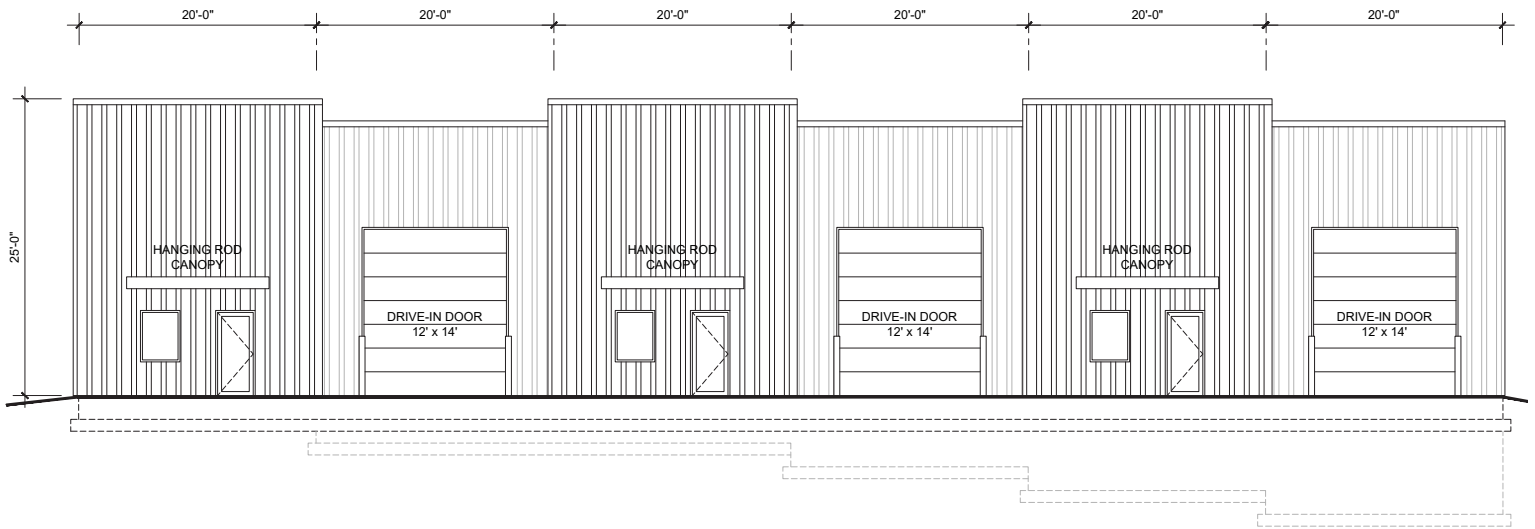 20'-0"
20'-0"
20'-0"
20'-0"
20'-0"
20'-0"
25'-0"
HANGING ROD
CANOPY
HANGING ROD
CANOPY
HANGING ROD
CANOPY
DRIVE-IN DOOR
12' x 14'
DRIVE-IN DOOR
12' x 14'
DRIVE-IN DOOR
12' x 14'